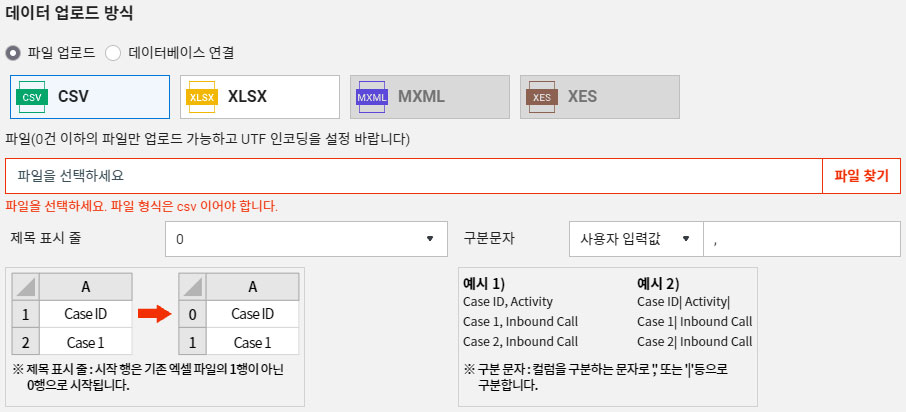 데이터 업로드 방식
파일 업로드 데이터베이스 연결
CSV CSV XLSX XLSX MXML MXML XES XES
파일(0건 이하의 파일만 업로드 가능하고 UTF 인코딩을 설정 바랍니다)
파일을 선택하세요 파일 찾기
파일을 선택하세요. 파일 형식은 csv 이어야 합니다.
제목 표시 줄 0 구분문자 사용자 입력값 ,
A A
1 Case ID 0 Case ID
2 Case 1 1 Case 1
※ 제목 표시 줄 : 시작 행은 기존 엑셀 파일의 1행이 아닌
0행으로 시작됩니다.
예시 1) 예시 2)
Case ID, Activity Case ID| Activity|
Case 1, Inbound Call Case 1| Inbound Call
Case 2, Inbound Call Case 2| Inbound Call
※ 구분 문자 : 컬럼을 구분하는 문자로 ',' 또는 '|'등으로
구분합니다.